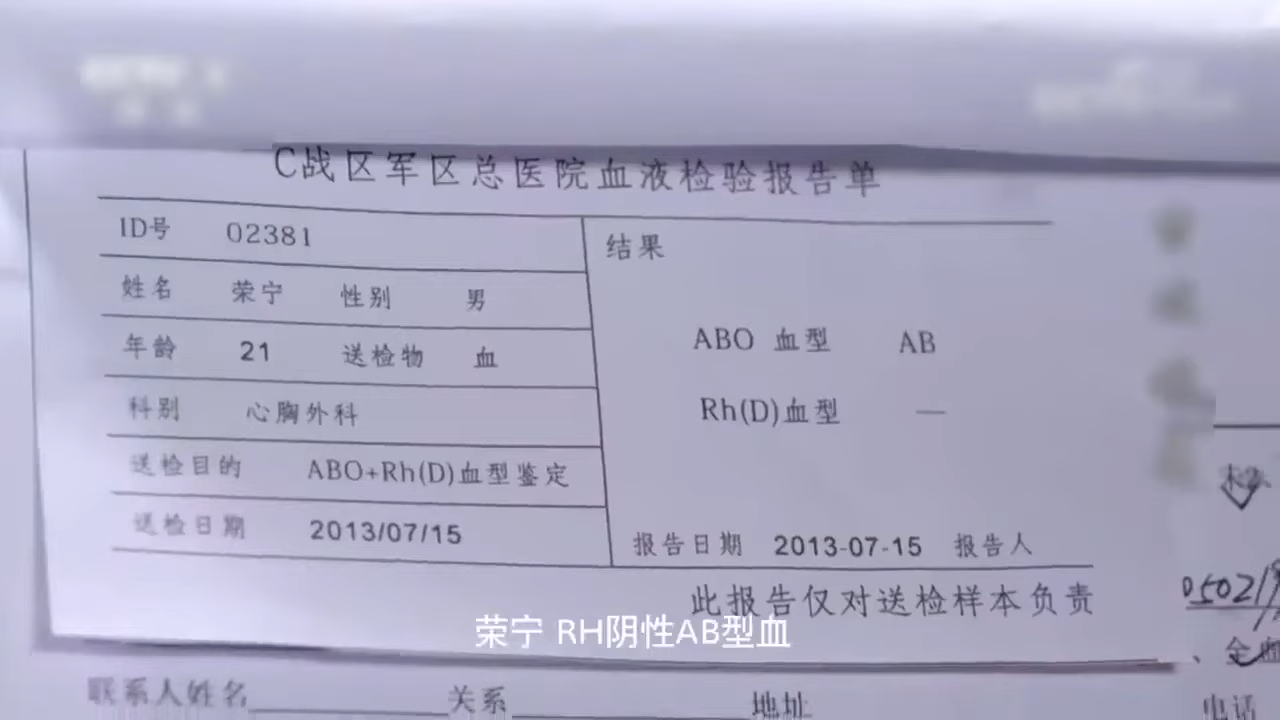 C战区军区总医院血液检验报告单
ID号 02381
姓名 荣宁 性别 男
年龄 21 送检物 血
科别 心胸外科
送检目的 ABO+Rh(D)血型鉴定
送检日期 2013/07/15
结果
ABO 血型 AB
Rh(D)血型 —
报告日期 2013-07-15 报告人
此报告仅对送检样本负责
荣宁 RH阴性AB型血
05021
、全血
联系人姓名 关系 地址 电话